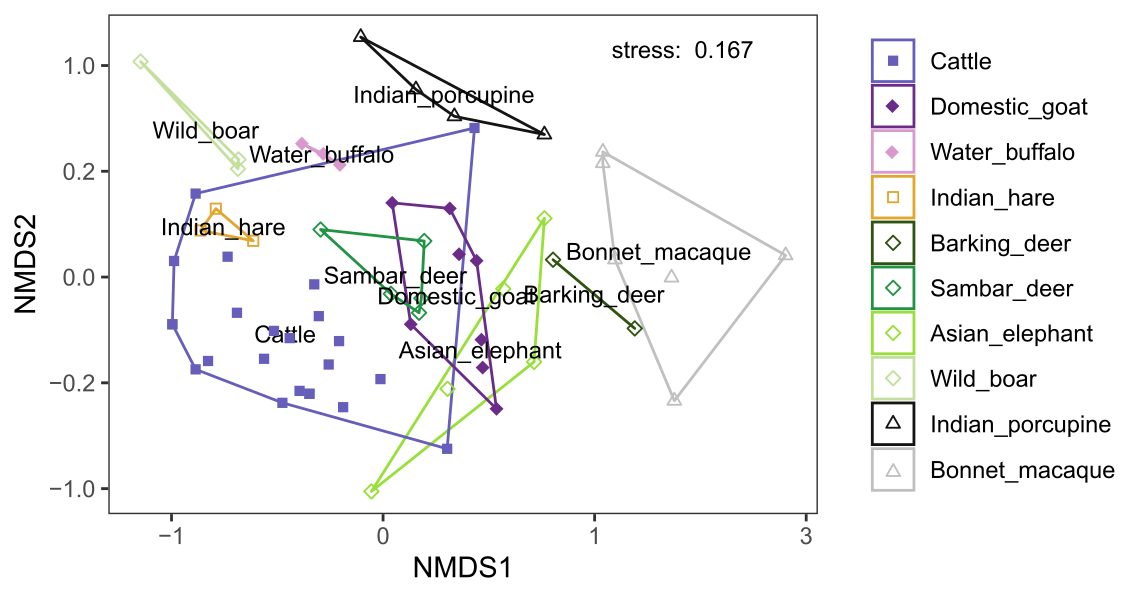 stress: 0.167
1.0
0.2
0.0
−0.2
−1.0
NMDS2
Indian_porcupine
Wild_boar
Water_buffalo
Indian_hare
Bonnet_macaque
Sambar_deer
Domestic_goat
Barking_deer
Cattle
Asian_elephant
−1
0
1
3
NMDS1
Cattle
Domestic_goat
Water_buffalo
Indian_hare
Barking_deer
Sambar_deer
Asian_elephant
Wild_boar
Indian_porcupine
Bonnet_macaque